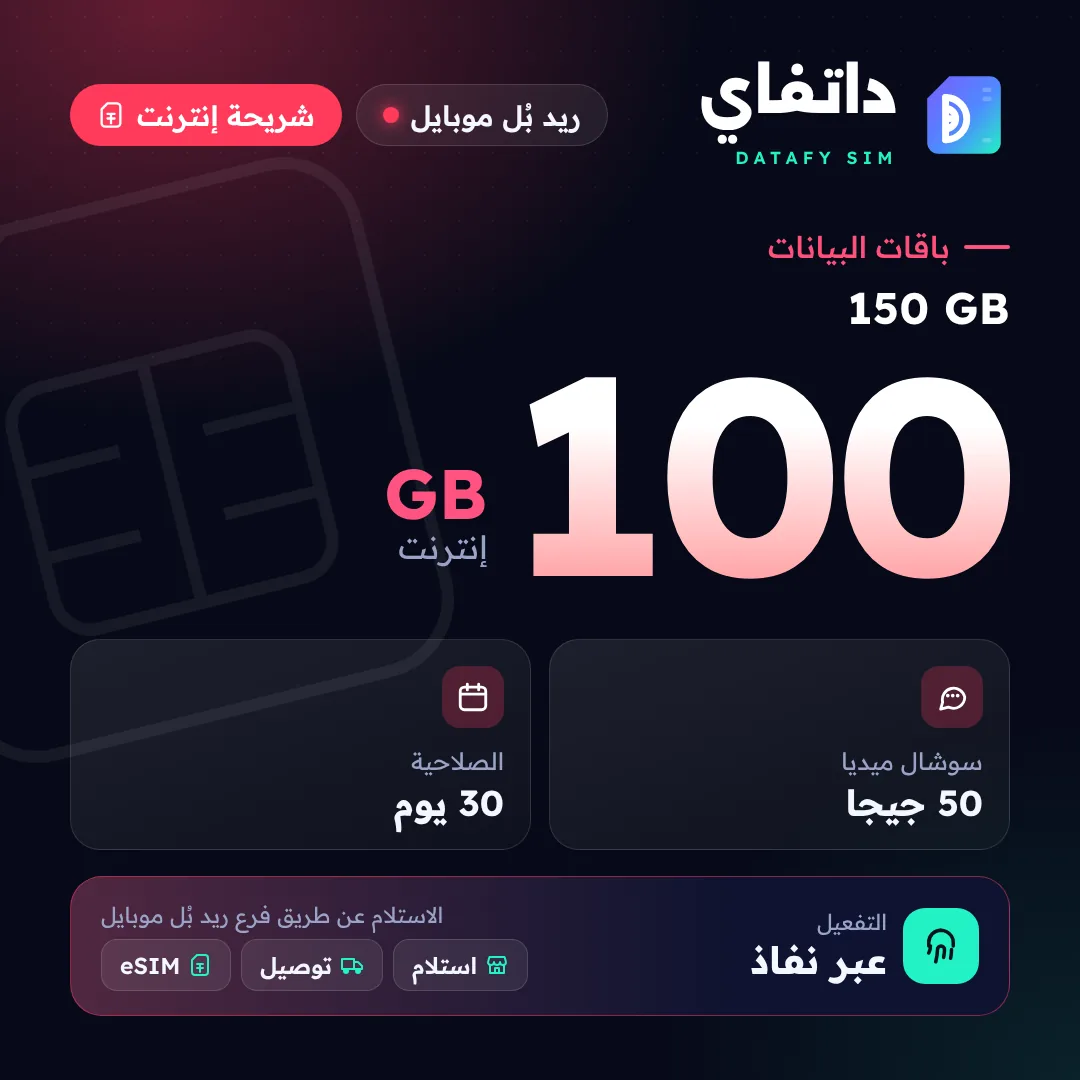 داتفاي
DATAFY SIM
ريد بُل موبايل
شريحة إنترنت
باقات البيانات
150 GB
100
GB
إنترنت
سوشال ميديا
50 جيجا
الصلاحية
30 يوم
التفعيل
عبر نفاذ
الاستلام عن طريق فرع ريد بُل موبايل
استلام
توصيل
eSIM